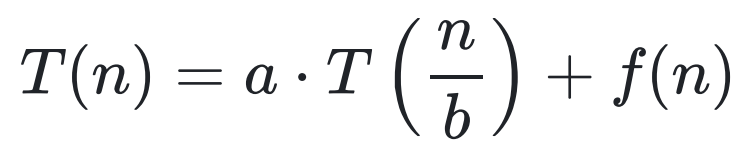 T(n) = a · T(n/b) + f(n)